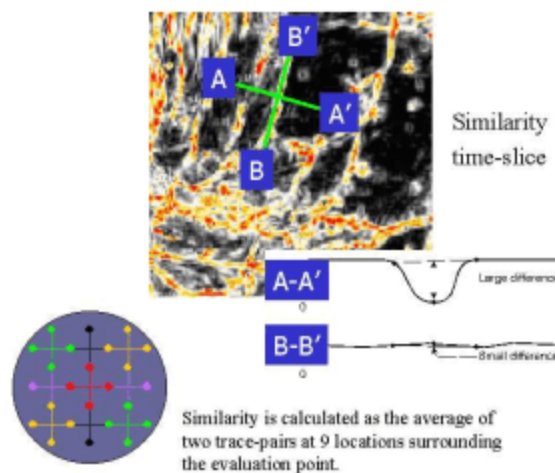 B'
A
A'
B
Similarity
time-slice
A-A'
Large difference
0
B-B'
Small difference
0
Similarity is calculated as the average of
two trace-pairs at 9 locations surrounding
the evaluation point.